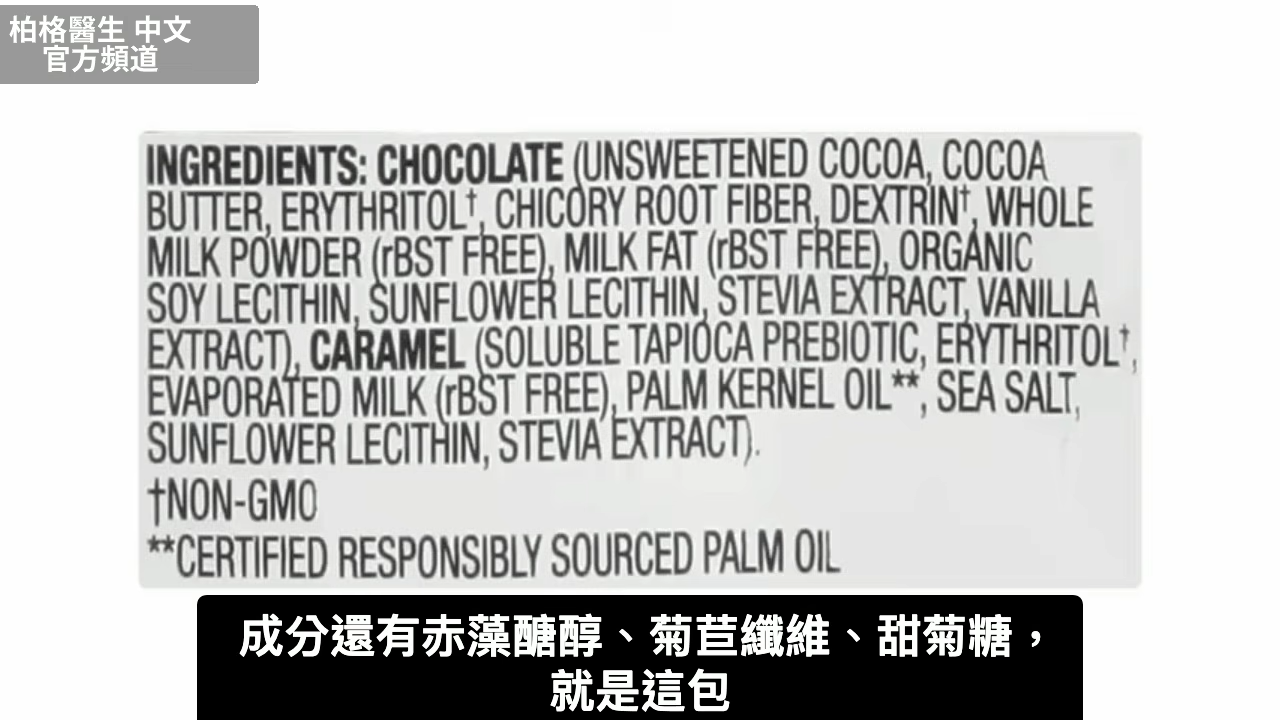 柏格醫生 中文
官方頻道
INGREDIENTS: CHOCOLATE (UNSWEETENED COCOA, COCOA
BUTTER, ERYTHRITOL†, CHICORY ROOT FIBER, DEXTRIN†, WHOLE
MILK POWDER (rBST FREE), MILK FAT (rBST FREE), ORGANIC
SOY LECITHIN, SUNFLOWER LECITHIN, STEVIA EXTRACT, VANILLA
EXTRACT), CARAMEL (SOLUBLE TAPIOCA PREBIOTIC, ERYTHRITOL†,
EVAPORATED MILK (rBST FREE), PALM KERNEL OIL**, SEA SALT,
SUNFLOWER LECITHIN, STEVIA EXTRACT).
†NON-GMO
**CERTIFIED RESPONSIBLY SOURCED PALM OIL
成分還有赤藻醣醇、菊苣纖維、甜菊糖，
就是這包